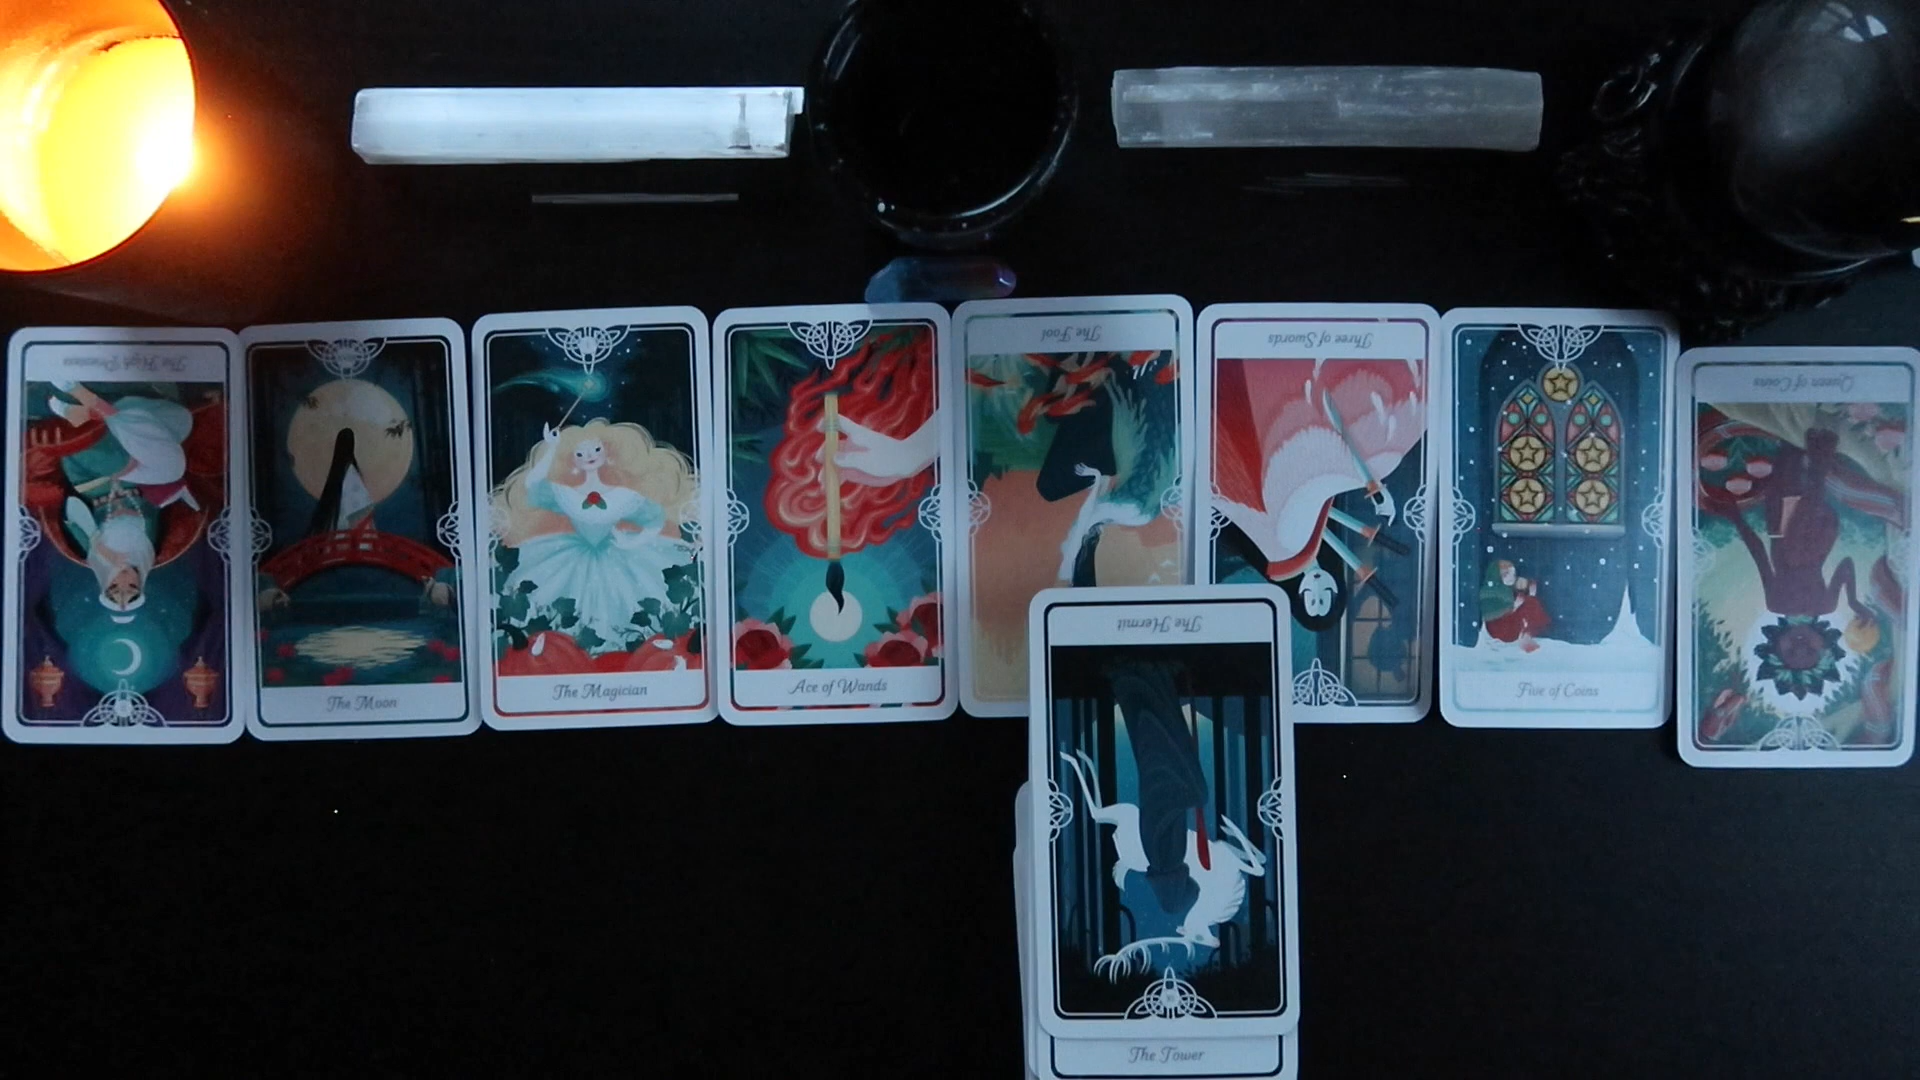 The High Priestess
The Moon
The Magician
Ace of Wands
The Fool
Three of Swords
Five of Coins
Queen of Coins
The Hermit
The Tower